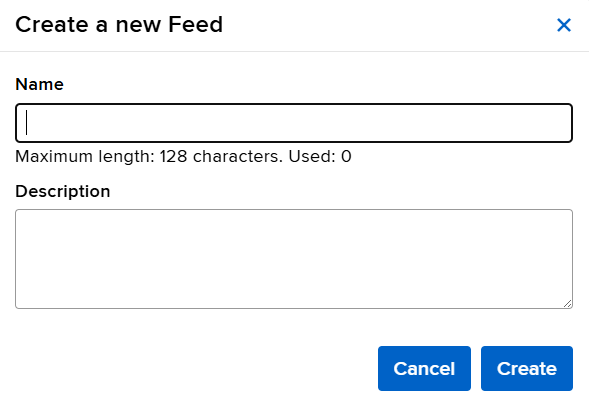 Create a new Feed
Name
Maximum length: 128 characters. Used: 0
Description
Cancel
Create